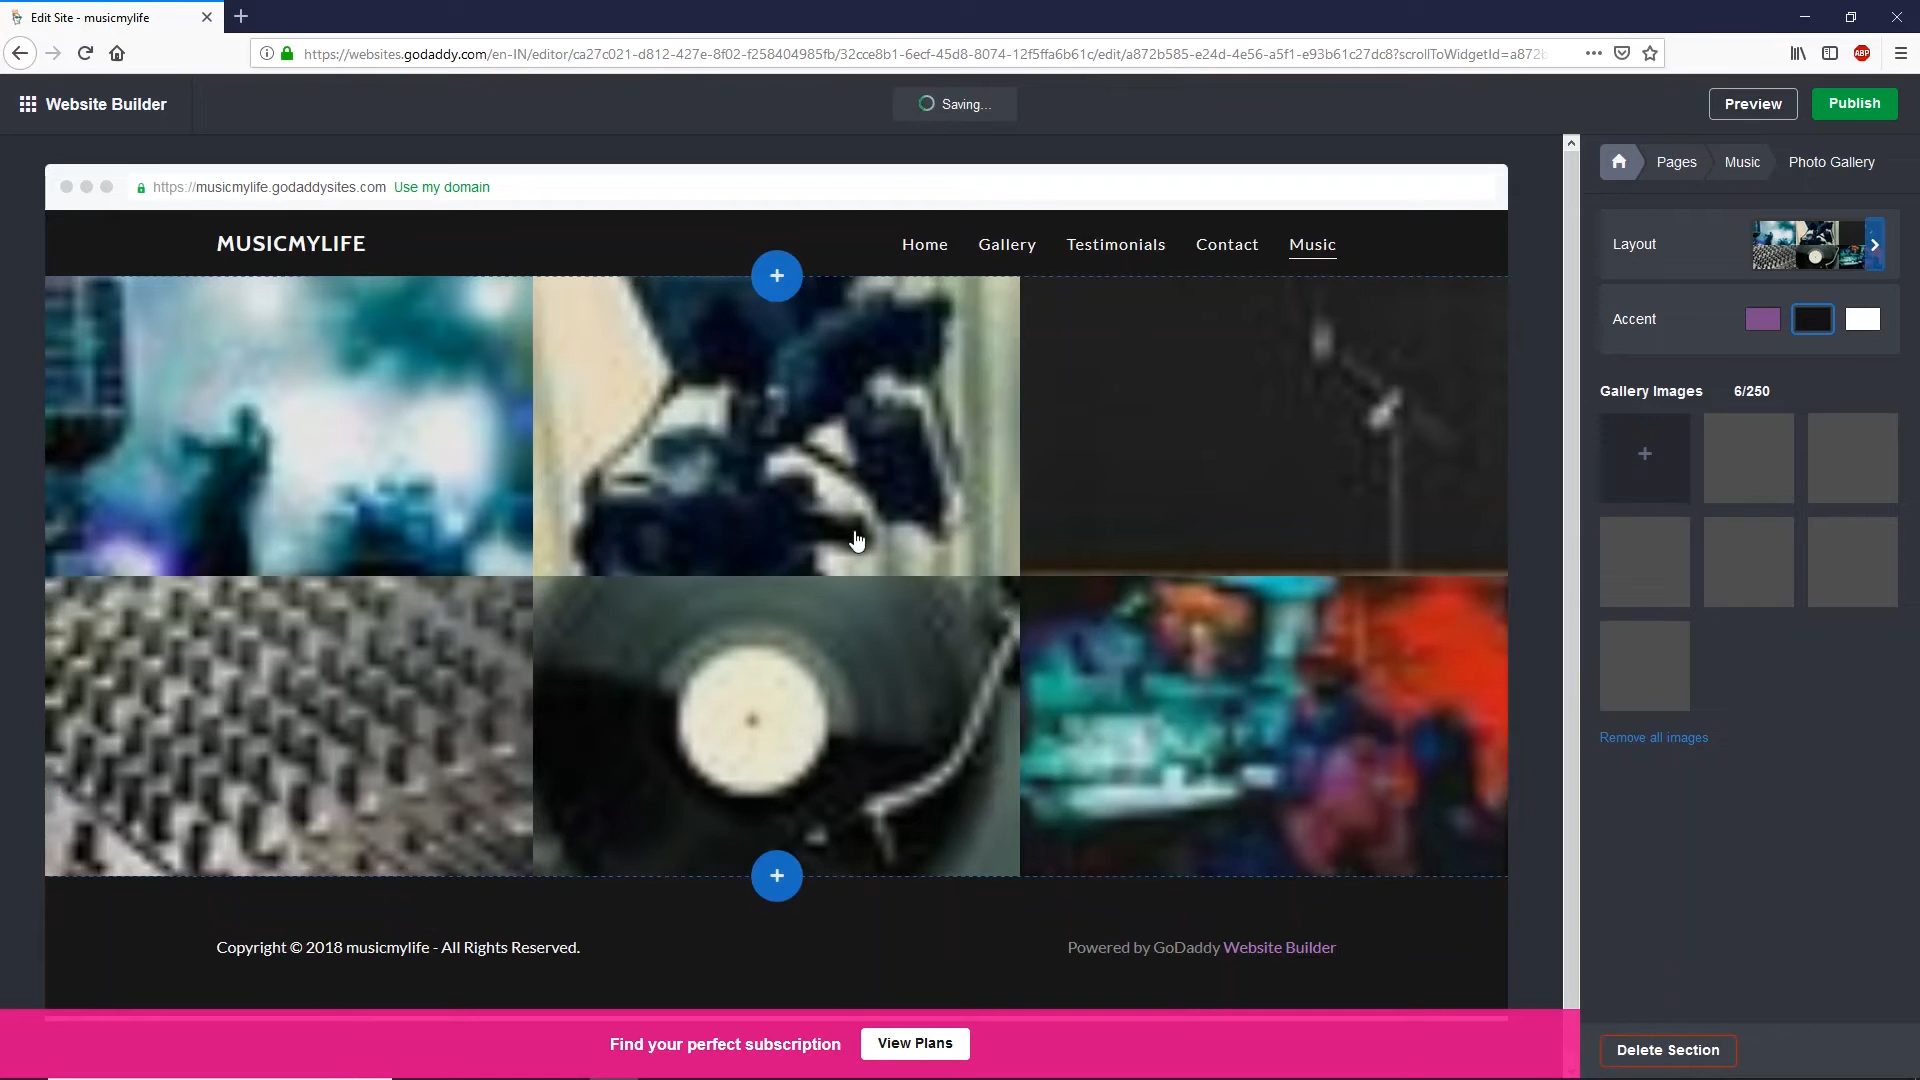 Edit Site - musicmylife
https://websites.godaddy.com/en-IN/editor/ca27c021-d812-427e-8f02-f258404985fb/32cce8b1-6ecf-45d8-8074-12f5ffa6b61c/edit/a872b585-e24d-4e56-a5f1-e93b61c27dc8?scrollToWidgetId=a872b
ABP
Website Builder
Saving...
Preview
Publish
Pages
Music
Photo Gallery
https://musicmylife.godaddysites.com Use my domain
MUSICMYLIFE
Home
Gallery
Testimonials
Contact
Music
Layout
Accent
Gallery Images 6/250
Remove all images
Copyright © 2018 musicmylife - All Rights Reserved.
Powered by GoDaddy Website Builder
Find your perfect subscription
View Plans
Delete Section